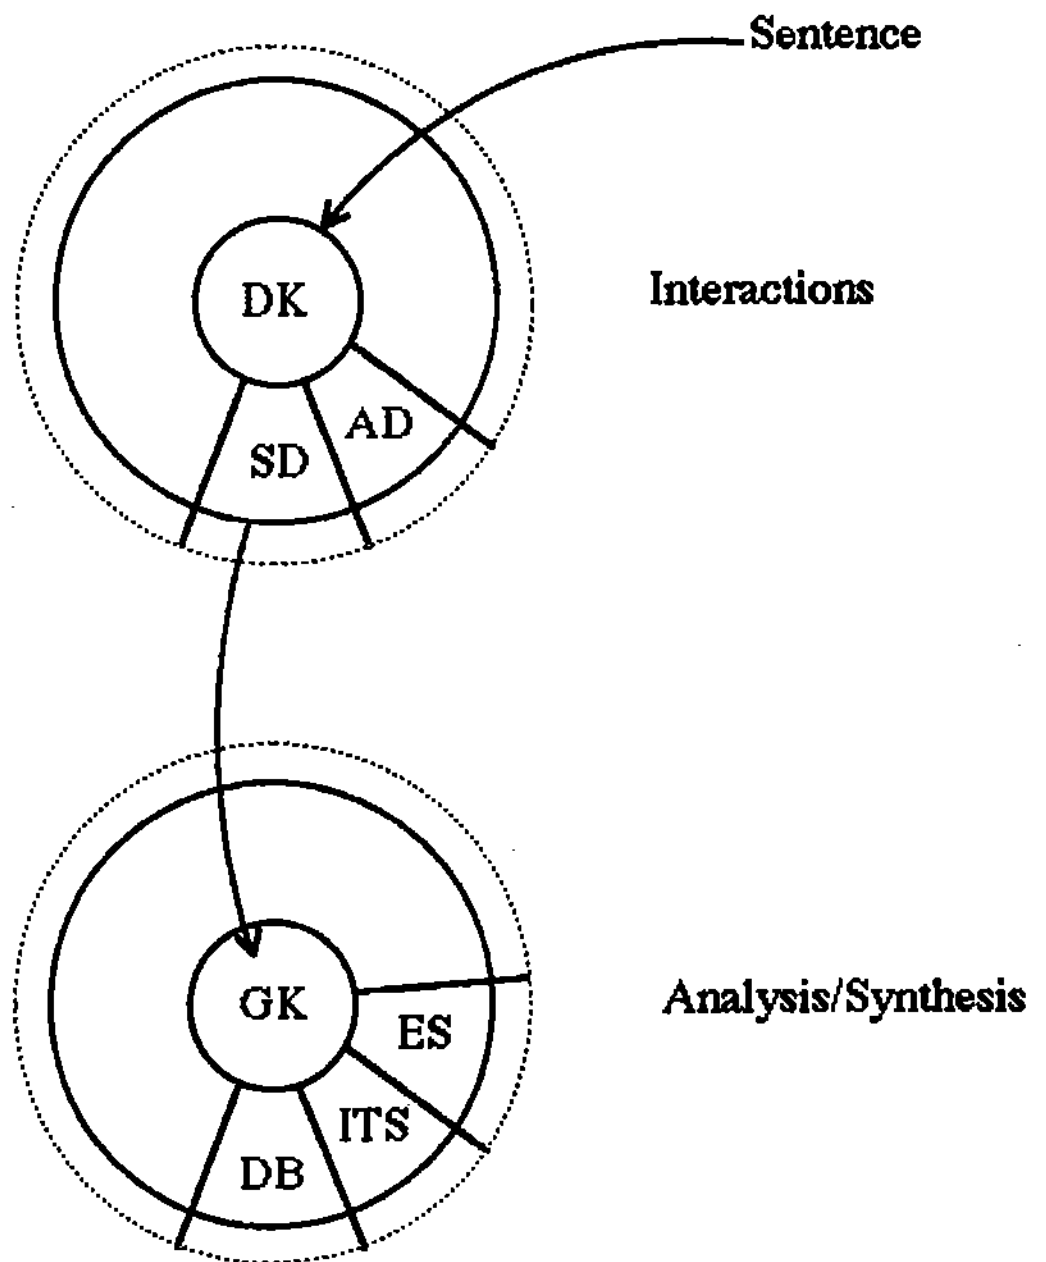 Sentence
DK
Interactions
AD
SD
GK
Analysis/Synthesis
ES
ITS
DB